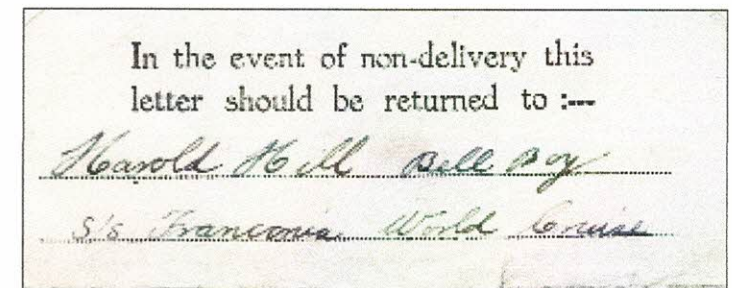 In the event of non-delivery this
letter should be returned to :--
Harold Hill Bell Boy
S/s Franconia World Cruise